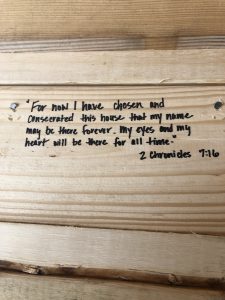 "For now I have chosen and
consecrated this house that my name
may be there forever. My eyes and my
heart will be there for all time."
2 Chronicles 7:16